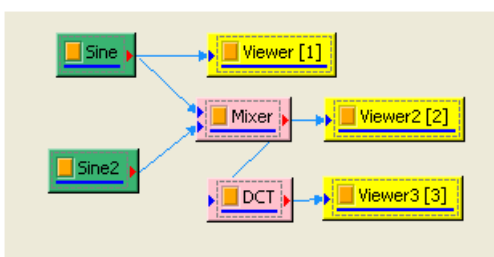 Sine
Viewer [1]
Mixer
Viewer2 [2]
Sine2
DCT
Viewer3 [3]